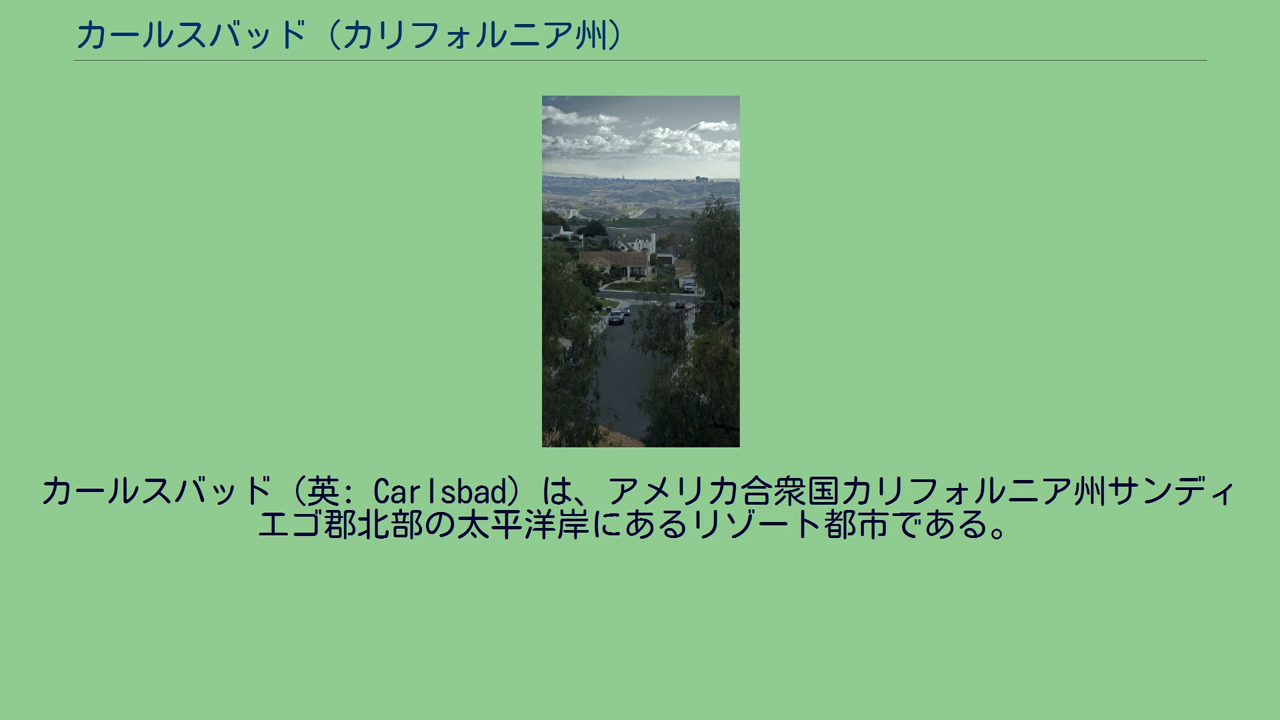 カールスバッド（カリフォルニア州）
カールスバッド（英: Carlsbad）は、アメリカ合衆国カリフォルニア州サンディ
エゴ郡北部の太平洋岸にあるリゾート都市である。